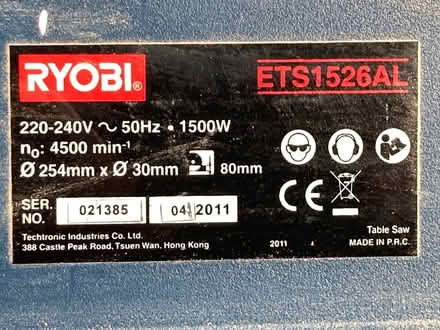 RYOBI®
ETS1526AL
220-240V ~ 50Hz • 1500W
n₀: 4500 min⁻¹
Ø 254mm x Ø 30mm 80mm
SER. NO. 021385 04 2011
CE
Techtronic Industries Co. Ltd.
388 Castle Peak Road, Tsuen Wan, Hong Kong
2011
Table Saw
MADE IN P.R.C.